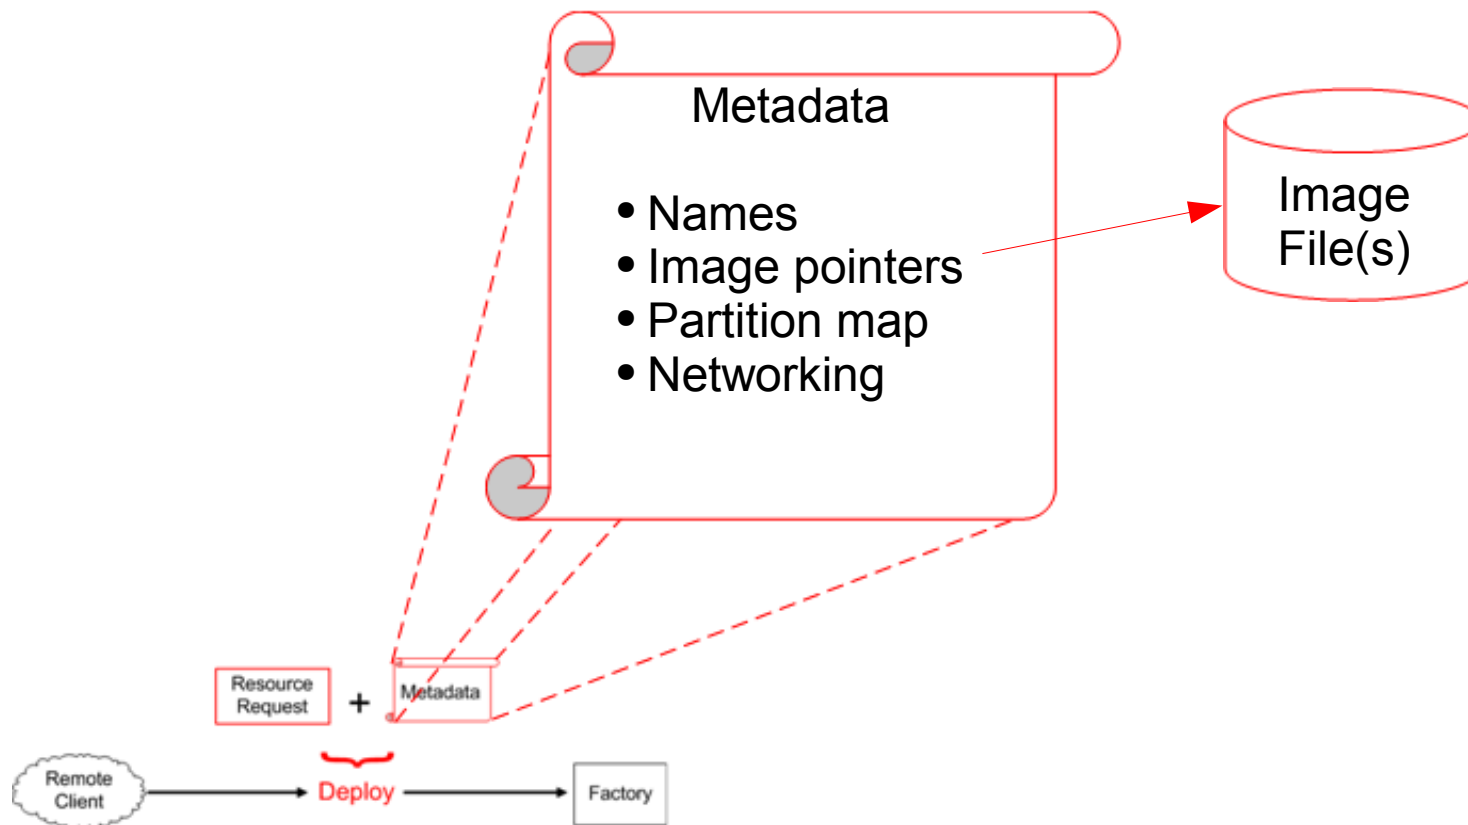 Metadata
• Names
• Image pointers
• Partition map
• Networking
Image
File(s)
Resource
Request
+
Metadata
Remote
Client
Deploy
Factory